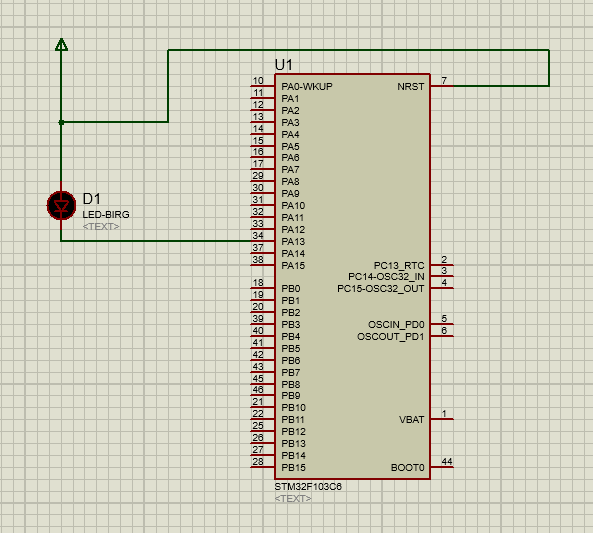 U1
10 PA0-WKUP NRST 7
11 PA1
12 PA2
13 PA3
14 PA4
15 PA5
16 PA6
17 PA7
29 PA8
30 PA9
31 PA10
32 PA11
33 PA12
34 PA13
37 PA14
38 PA15 PC13_RTC 2
PC14-OSC32_IN 3
18 PB0 PC15-OSC32_OUT 4
19 PB1
20 PB2
39 PB3 OSCIN_PD0 5
40 PB4 OSCOUT_PD1 6
41 PB5
42 PB6
43 PB7
45 PB8
46 PB9
21 PB10
22 PB11 VBAT 1
25 PB12
26 PB13
27 PB14
28 PB15 BOOT0 44
STM32F103C6
<TEXT>
D1
LED-BIRG
<TEXT>